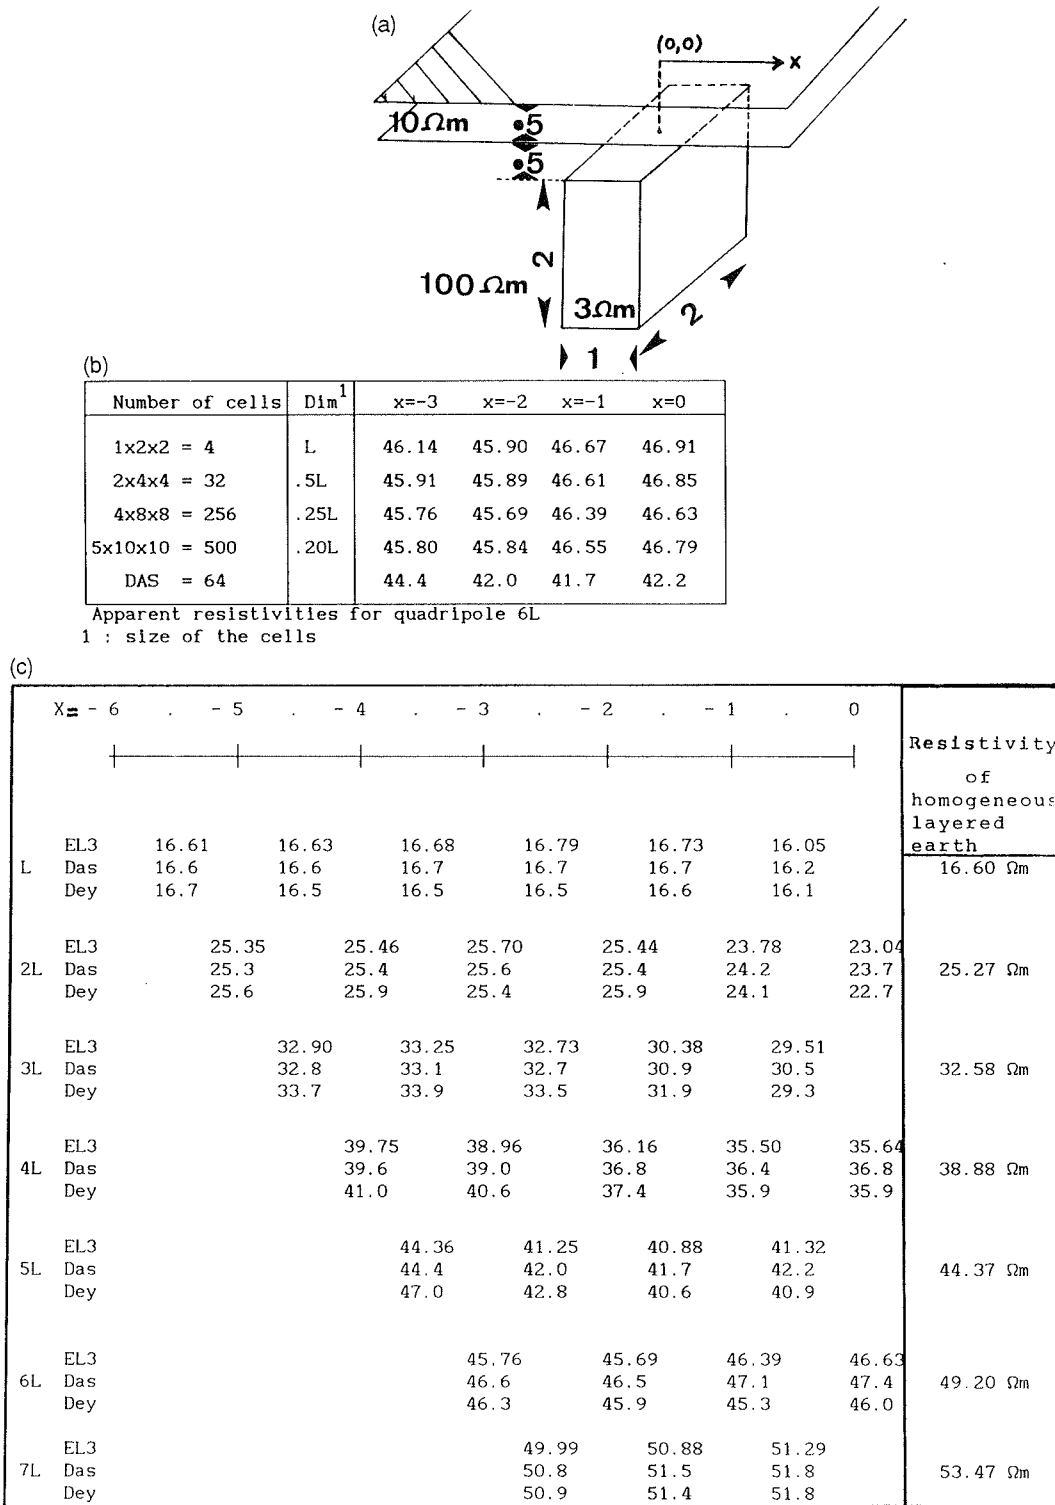 (a)
(0,0)
x
10Ωm
•5
•5
2
100 Ωm
3Ωm
2
1
(b)
Number of cells Dim1 x=-3 x=-2 x=-1 x=0
1x2x2 = 4 L 46.14 45.90 46.67 46.91
2x4x4 = 32 .5L 45.91 45.89 46.61 46.85
4x8x8 = 256 .25L 45.76 45.69 46.39 46.63
5x10x10 = 500 .20L 45.80 45.84 46.55 46.79
DAS = 64 44.4 42.0 41.7 42.2
Apparent resistivities for quadripole 6L
1 : size of the cells
(c)
X= - 6 . - 5 . - 4 . - 3 . - 2 . - 1 . 0
Resistivity
of
homogeneous
layered
earth
EL3 16.61 16.63 16.68 16.79 16.73 16.05
L Das 16.6 16.6 16.7 16.7 16.7 16.2 16.60 Ωm
Dey 16.7 16.5 16.5 16.5 16.6 16.1
EL3 25.35 25.46 25.70 25.44 23.78 23.04
2L Das 25.3 25.4 25.6 25.4 24.2 23.7 25.27 Ωm
Dey 25.6 25.9 25.4 25.9 24.1 22.7
EL3 32.90 33.25 32.73 30.38 29.51
3L Das 32.8 33.1 32.7 30.9 30.5 32.58 Ωm
Dey 33.7 33.9 33.5 31.9 29.3
EL3 39.75 38.96 36.16 35.50 35.64
4L Das 39.6 39.0 36.8 36.4 36.8 38.88 Ωm
Dey 41.0 40.6 37.4 35.9 35.9
EL3 44.36 41.25 40.88 41.32
5L Das 44.4 42.0 41.7 42.2 44.37 Ωm
Dey 47.0 42.8 40.6 40.9
EL3 45.76 45.69 46.39 46.63
6L Das 46.6 46.5 47.1 47.4 49.20 Ωm
Dey 46.3 45.9 45.3 46.0
EL3 49.99 50.88 51.29
7L Das 50.8 51.5 51.8 53.47 Ωm
Dey 50.9 51.4 51.8